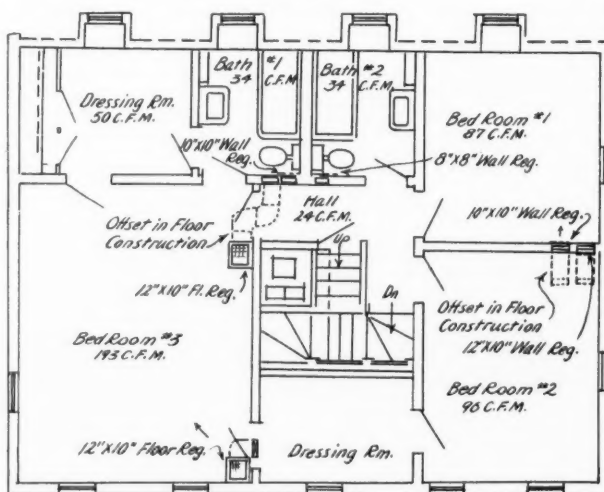 Bath #1
34 C.F.M.
Bath #2
34 C.F.M.
Dressing Rm.
50 C.F.M.
Bed Room #1
87 C.F.M.
10"X10" Wall
Reg.
8"X8" Wall Reg.
Hall
24 C.F.M.
10"X10" Wall Reg.
Offset in Floor
Construction
Up
12"X10" Fl. Reg.
Dn
Offset in Floor
Construction
12"X10" Wall Reg.
Bed Room #3
193 C.F.M.
Bed Room #2
96 C.F.M.
12"X10" Floor Reg.
Dressing Rm.